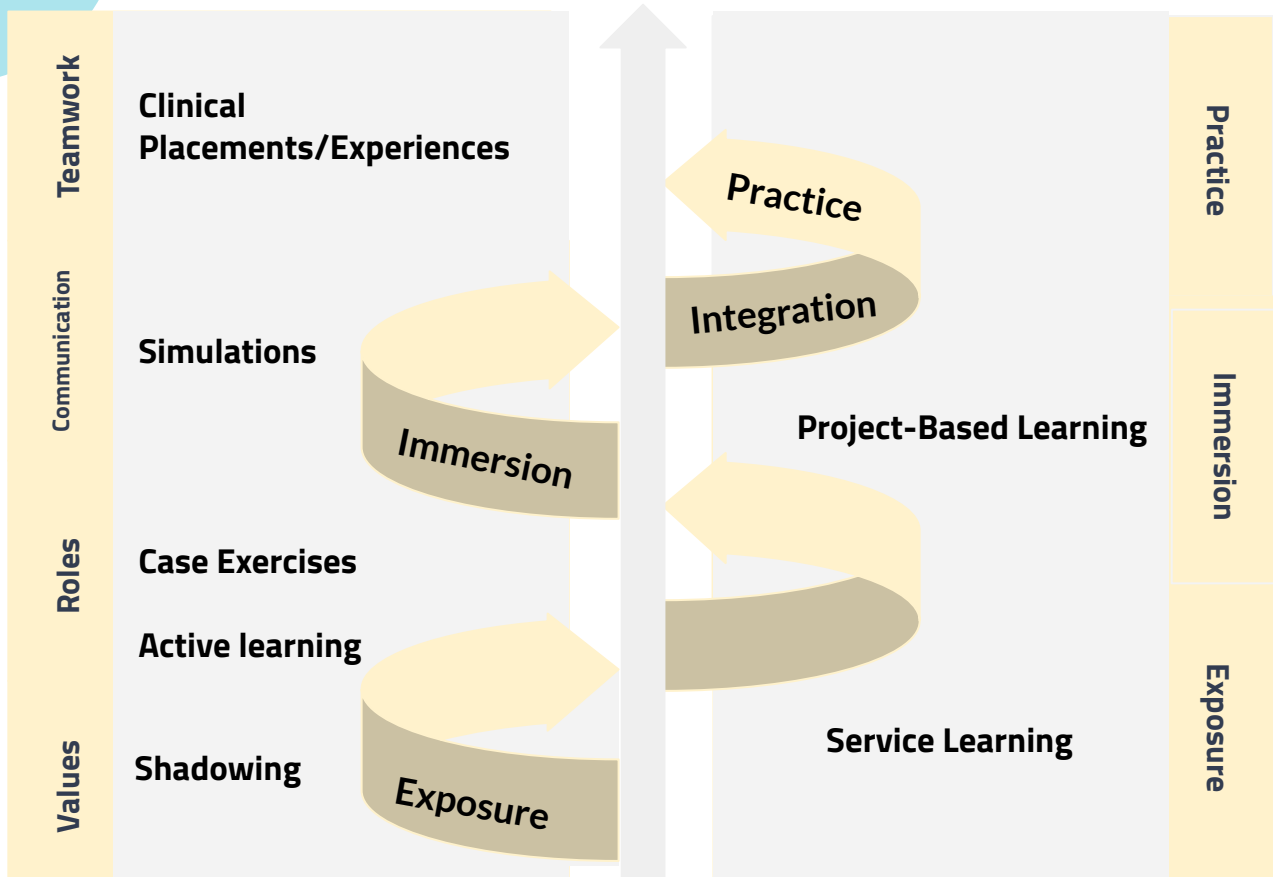 Teamwork
Communication
Roles
Values
Clinical
Placements/Experiences
Simulations
Case Exercises
Active learning
Shadowing
Practice
Integration
Immersion
Exposure
Project-Based Learning
Service Learning
Practice
Immersion
Exposure